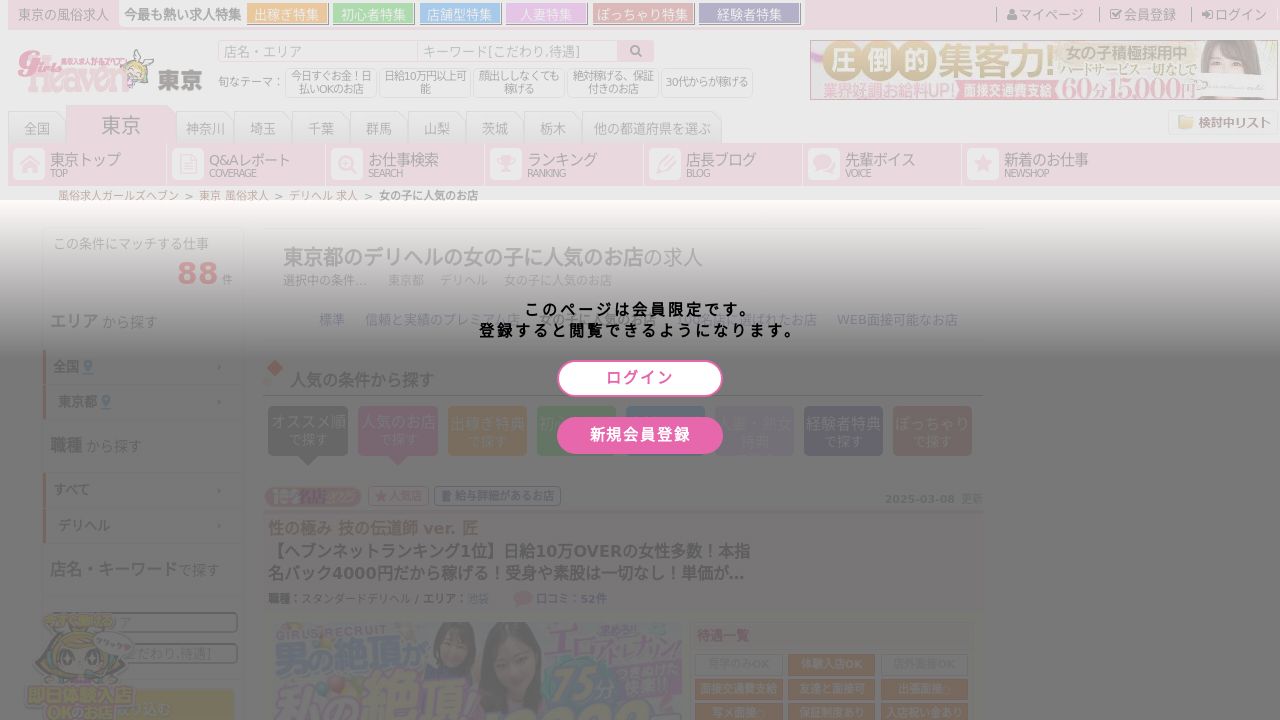 東京の風俗求人
今最も熱い求人特集
出稼ぎ特集
初心者特集
店舗型特集
人妻特集
ぽっちゃり特集
経験者特集
マイページ
会員登録
ログイン
Girls Heaven
東京
店名・エリア
キーワード[こだわり,待遇]
旬なテーマ：
今日すぐお金！日払いOKのお店
日給10万円以上可能
顔出ししなくても稼げる
絶対稼げる、保証付きのお店
30代からが稼げる
圧倒的集客力!
業界好調お給料UP!
女の子積極採用中
ハードサービス一切なしで
面接交通費支給
60分15,000円
全国
東京
神奈川
埼玉
千葉
群馬
山梨
茨城
栃木
他の都道府県を選ぶ
検討中リスト
東京トップ
TOP
Q&Aレポート
COVERAGE
お仕事検索
SEARCH
ランキング
RANKING
店長ブログ
BLOG
先輩ボイス
VOICE
新着のお仕事
NEWSHOP
風俗求人ガールズヘブン > 東京 風俗求人 > デリヘル 求人 > 女の子に人気のお店
この条件にマッチする仕事
88 件
エリア から探す
全国
東京都
職種 から探す
すべて
デリヘル
店名・キーワードで探す
即日体験入店
OKのお店
東京都のデリヘルの女の子に人気のお店の求人
選択中の条件… 東京都 デリヘル 女の子に人気のお店
標準
信頼と実績のプレミアム店
女の子に人気のお店
WEB面接可能なお店
このページは会員限定です。
登録すると閲覧できるようになります。
ログイン
新規会員登録
人気の条件から探す
オススメ順
で探す
人気のお店
で探す
出稼ぎ特典
で探す
経験者特典
で探す
ぽっちゃり
で探す
人気店
給与詳細があるお店
2025-03-08 更新
性の極み 技の伝道師 ver. 匠
【ヘブンネットランキング1位】日給10万OVERの女性多数！本指
名バック4000円だから稼げる！受身や素股は一切なし！単価が…
職種：スタンダードデリヘル / エリア：池袋
口コミ：52件
GIRLS RECRUIT
男の絶頂が
75分
待遇一覧
見学のみOK
体験入店OK
店外面接OK
面接交通費支給
友達と面接可
出張面接○
写メ面接○
保証制度あり
入店祝い金あり